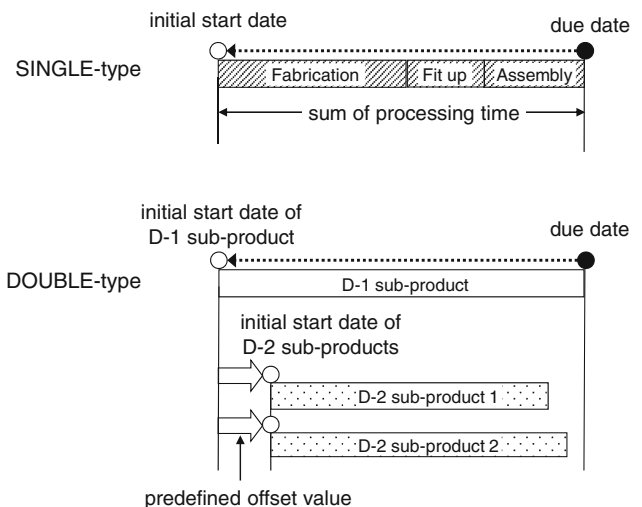 initial start date
due date
SINGLE-type
Fabrication
Fit up
Assembly
sum of processing time
initial start date of
D-1 sub-product
due date
DOUBLE-type
D-1 sub-product
initial start date of
D-2 sub-products
D-2 sub-product 1
D-2 sub-product 2
predefined offset value